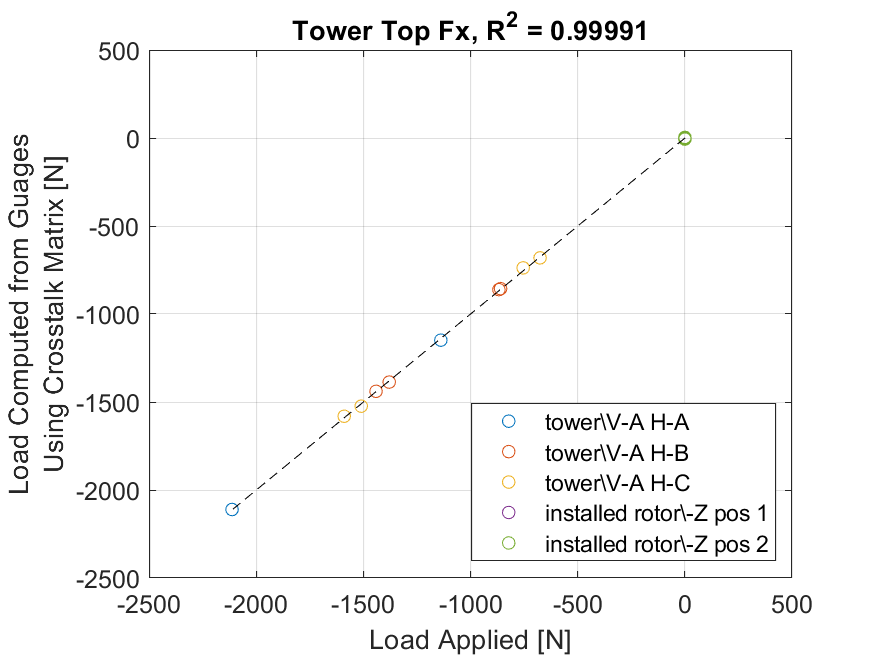 Tower Top Fx, R² = 0.99991
500
0
-500
-1000
-1500
-2000
-2500
-2500 -2000 -1500 -1000 -500 0 500
Load Applied [N]
Load Computed from Guages
Using Crosstalk Matrix [N]
tower\V-A H-A
tower\V-A H-B
tower\V-A H-C
installed rotor\-Z pos 1
installed rotor\-Z pos 2